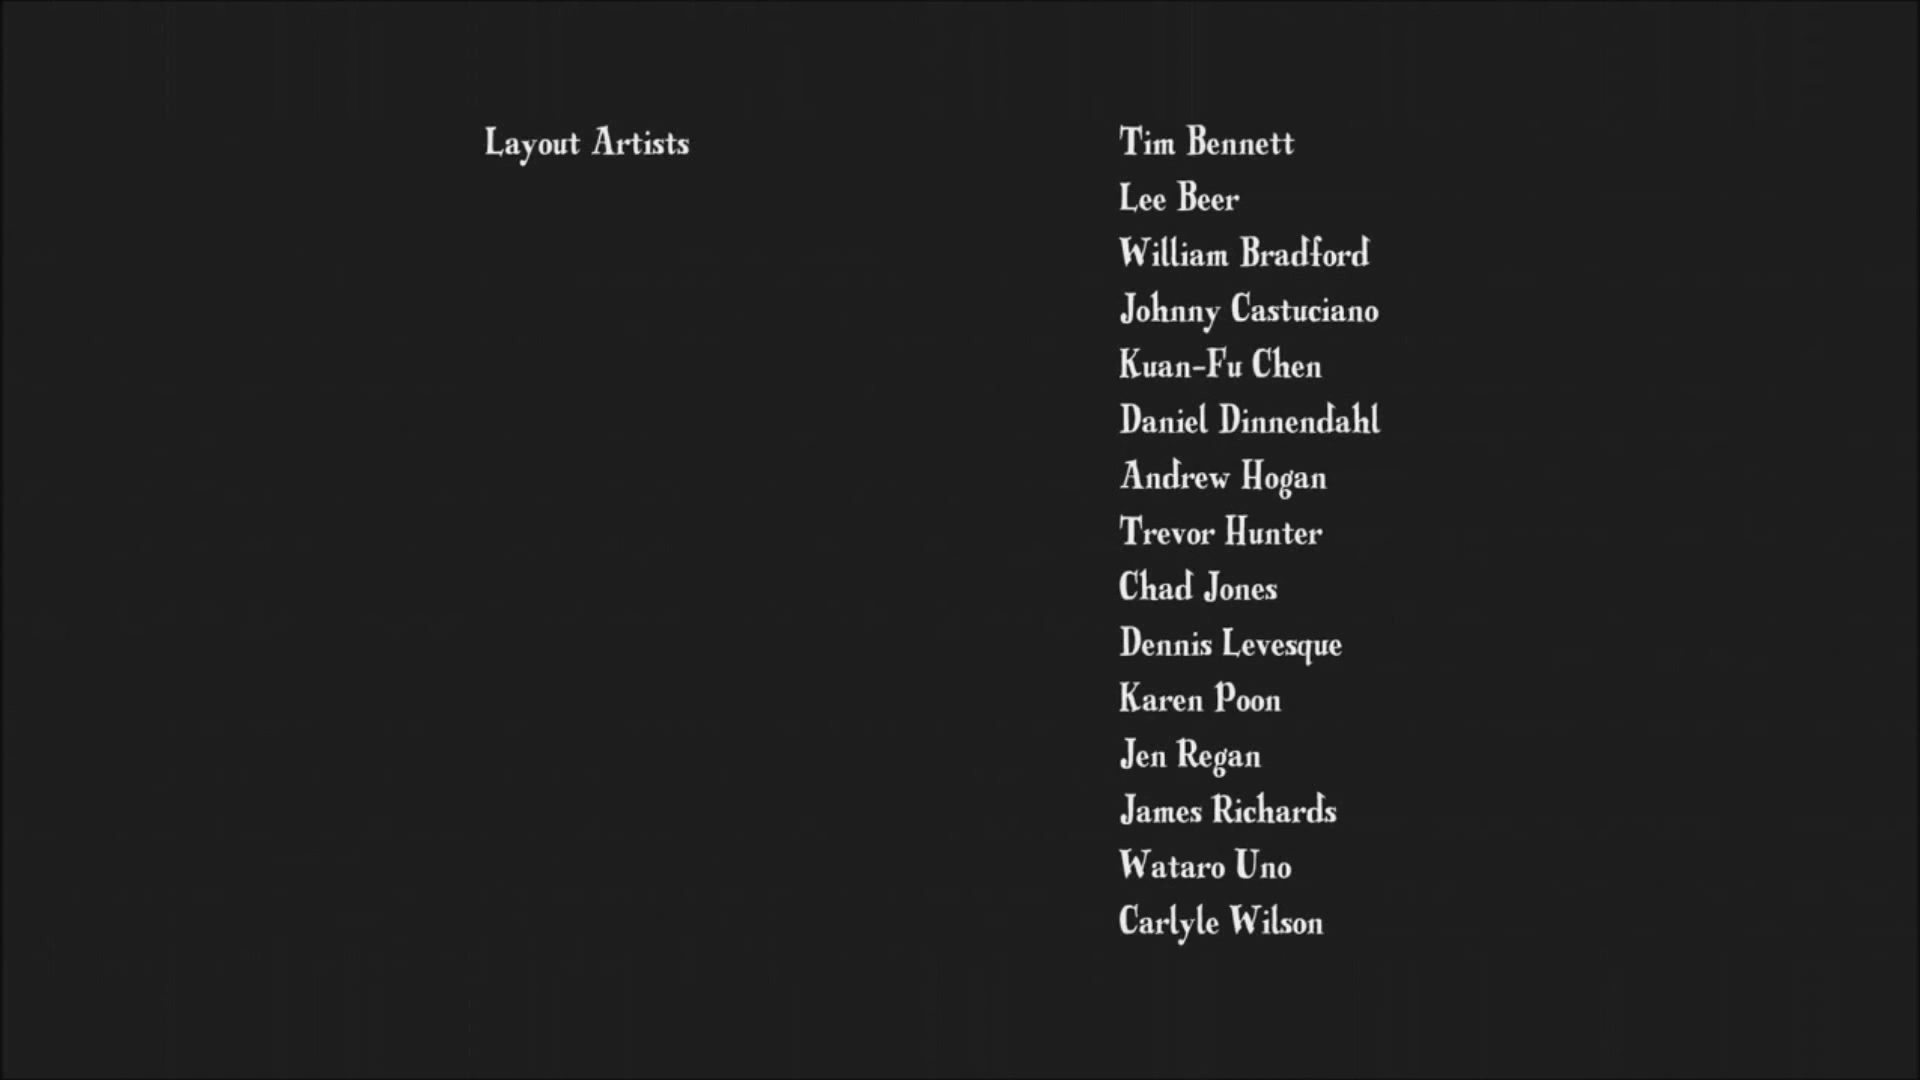 Layout Artists
Tim Bennett
Lee Beer
William Bradford
Johnny Castuciano
Kuan-Fu Chen
Daniel Dinnendahl
Andrew Hogan
Trevor Hunter
Chad Jones
Dennis Levesque
Karen Poon
Jen Regan
James Richards
Wataro Uno
Carlyle Wilson